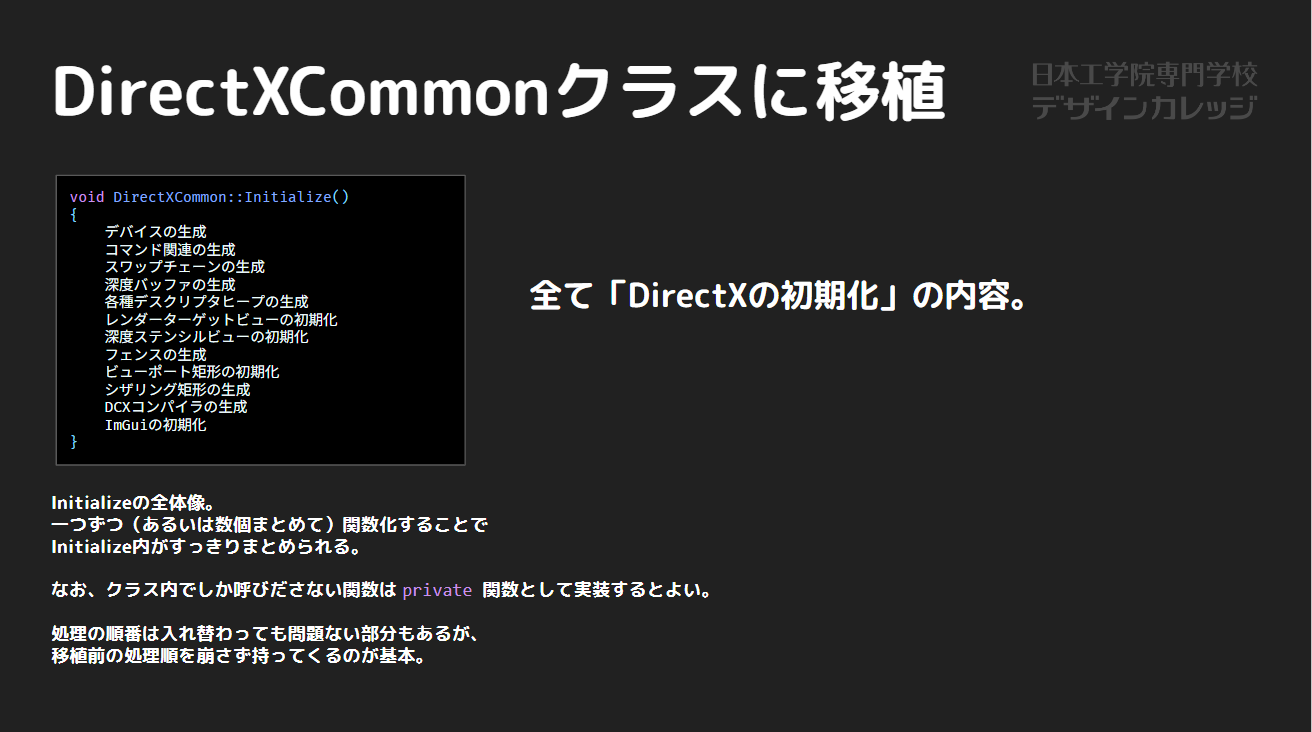 DirectXCommonクラスに移植
日本工学院専門学校
デザインカレッジ
void DirectXCommon::Initialize()
{
デバイスの生成
コマンド関連の生成
スワップチェーンの生成
深度バッファの生成
各種デスクリプタヒープの生成
レンダーターゲットビューの初期化
深度ステンシルビューの初期化
フェンスの生成
ビューポート矩形の初期化
シザリング矩形の生成
DCXコンパイラの生成
ImGuiの初期化
}
全て「DirectXの初期化」の内容。
Initializeの全体像。
一つずつ（あるいは数個まとめて）関数化することで
Initialize内がすっきりまとめられる。
なお、クラス内でしか呼びださない関数は private 関数として実装するとよい。
処理の順番は入れ替わっても問題ない部分もあるが、
移植前の処理順を崩さず持ってくるのが基本。